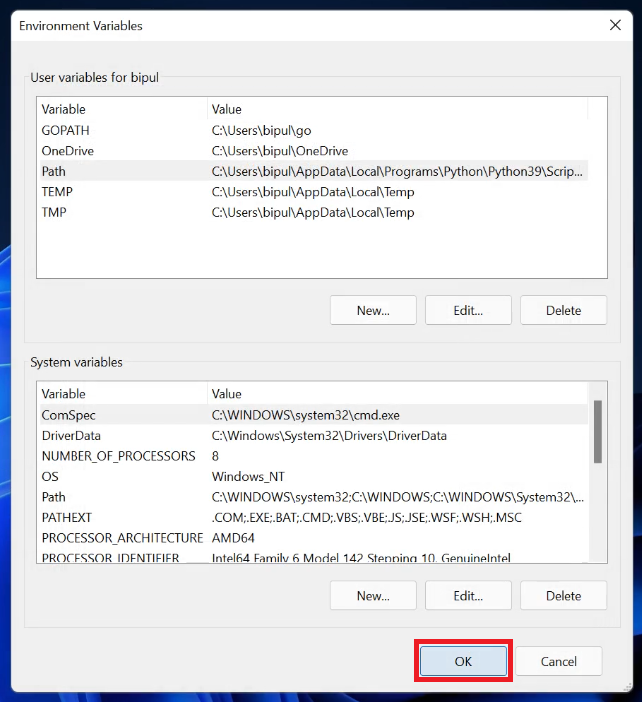 Environment Variables
User variables for bipul
Variable Value
GOPATH C:\Users\bipul\go
OneDrive C:\Users\bipul\OneDrive
Path C:\Users\bipul\AppData\Local\Programs\Python\Python39\Scrip...
TEMP C:\Users\bipul\AppData\Local\Temp
TMP C:\Users\bipul\AppData\Local\Temp
New... Edit... Delete
System variables
Variable Value
ComSpec C:\WINDOWS\system32\cmd.exe
DriverData C:\Windows\System32\Drivers\DriverData
NUMBER_OF_PROCESSORS 8
OS Windows_NT
Path C:\WINDOWS\system32;C:\WINDOWS;C:\WINDOWS\System32\...
PATHEXT .COM;.EXE;.BAT;.CMD;.VBS;.VBE;.JS;.JSE;.WSF;.WSH;.MSC
PROCESSOR_ARCHITECTURE AMD64
PROCESSOR_IDENTIFIER Intel64 Family 6 Model 142 Stepping 10, GenuineIntel
New... Edit... Delete
OK Cancel